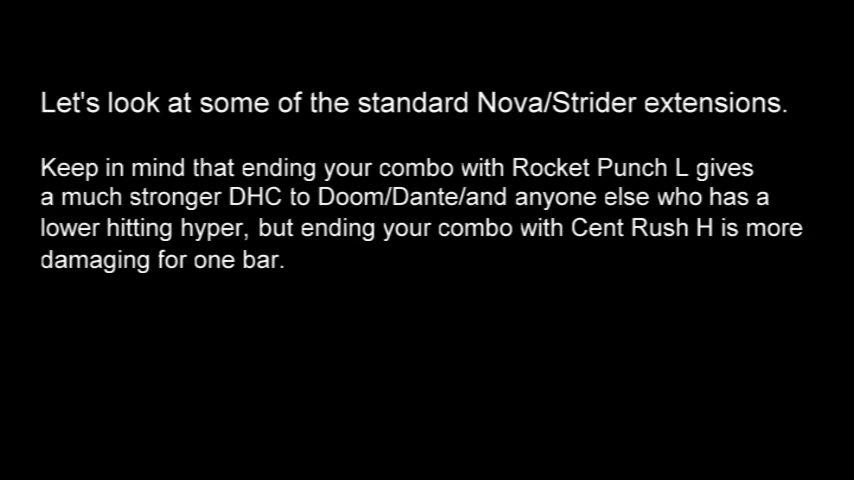 Let's look at some of the standard Nova/Strider extensions.
Keep in mind that ending your combo with Rocket Punch L gives
a much stronger DHC to Doom/Dante/and anyone else who has a
lower hitting hyper, but ending your combo with Cent Rush H is more
damaging for one bar.